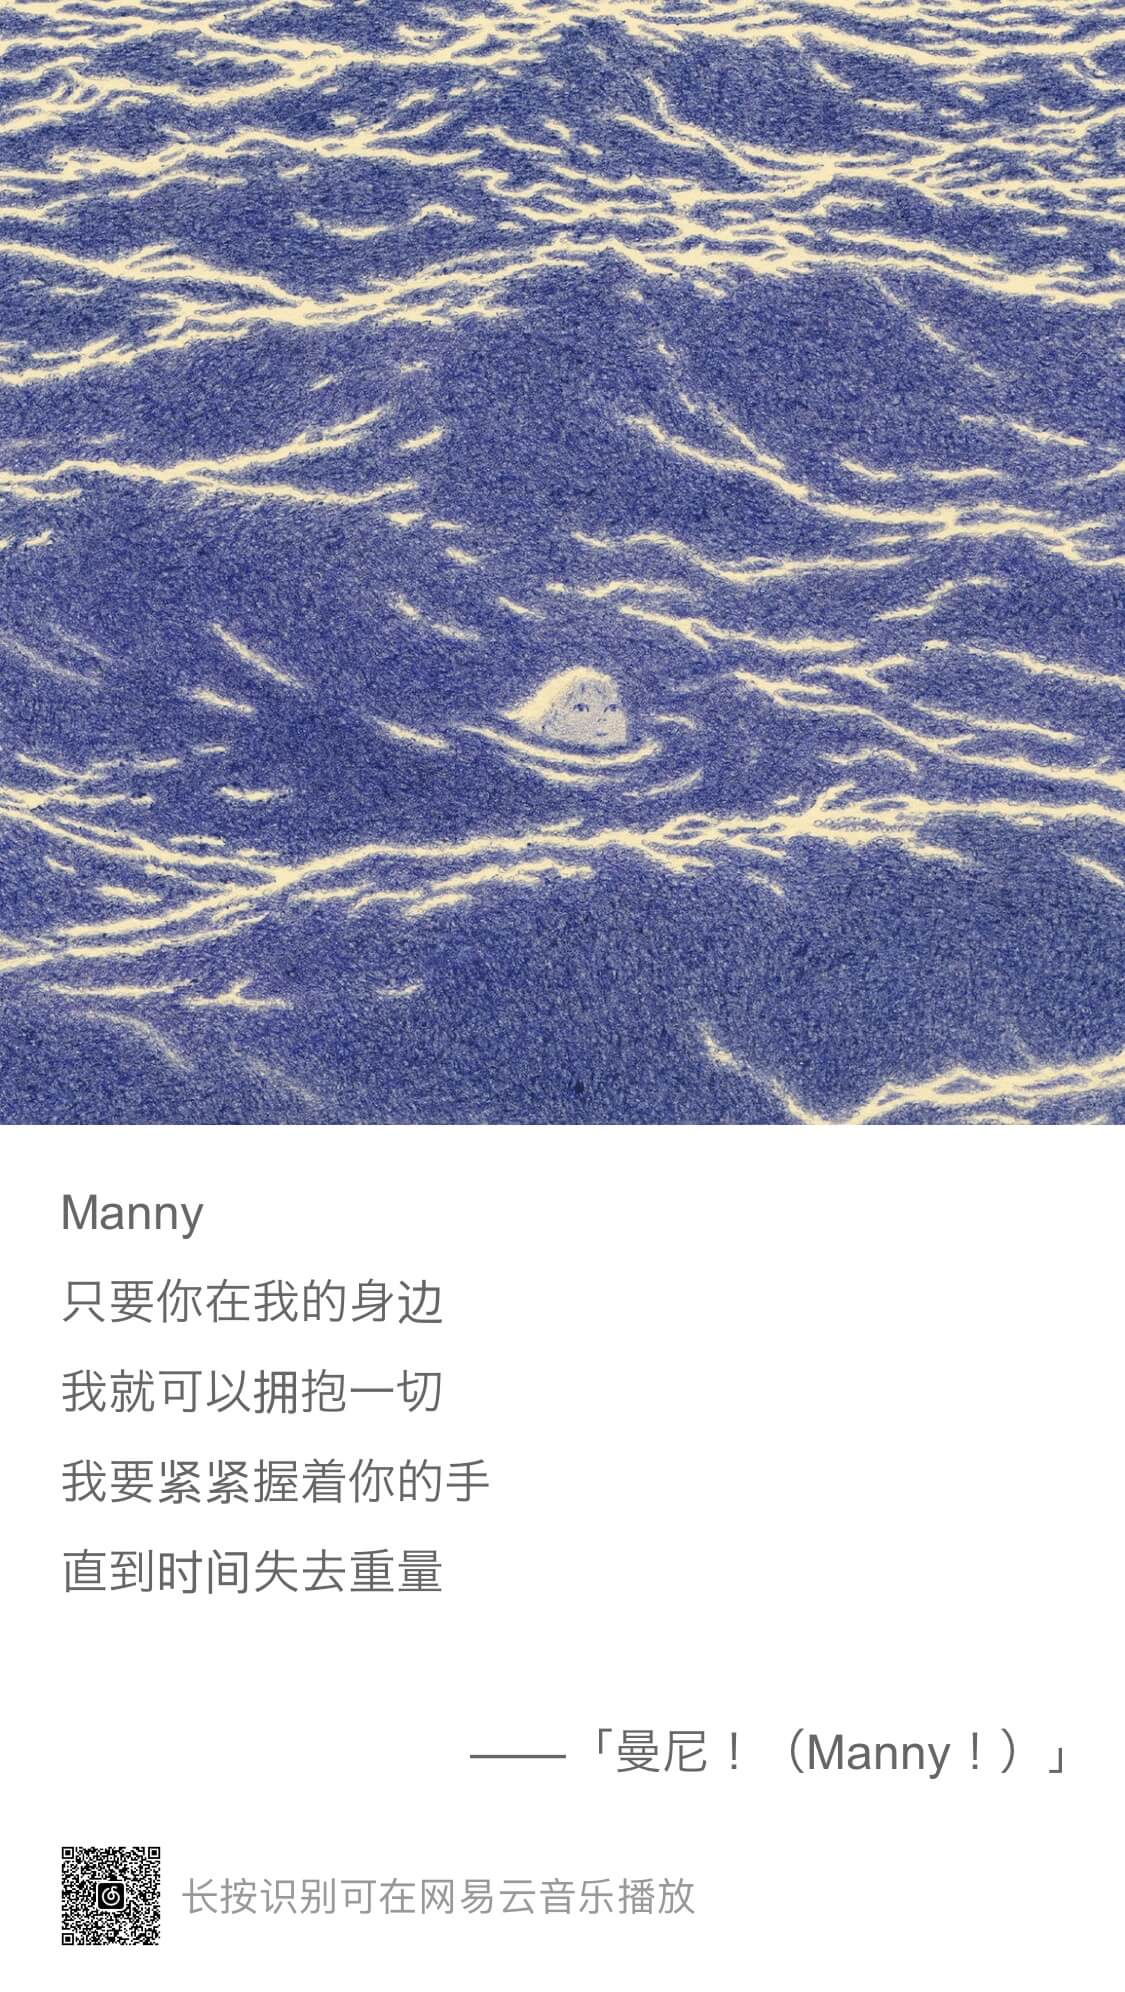 Manny
只要你在我的身边
我就可以拥抱一切
我要紧紧握着你的手
直到时间失去重量
——「曼尼！（Manny！）」
长按识别可在网易云音乐播放